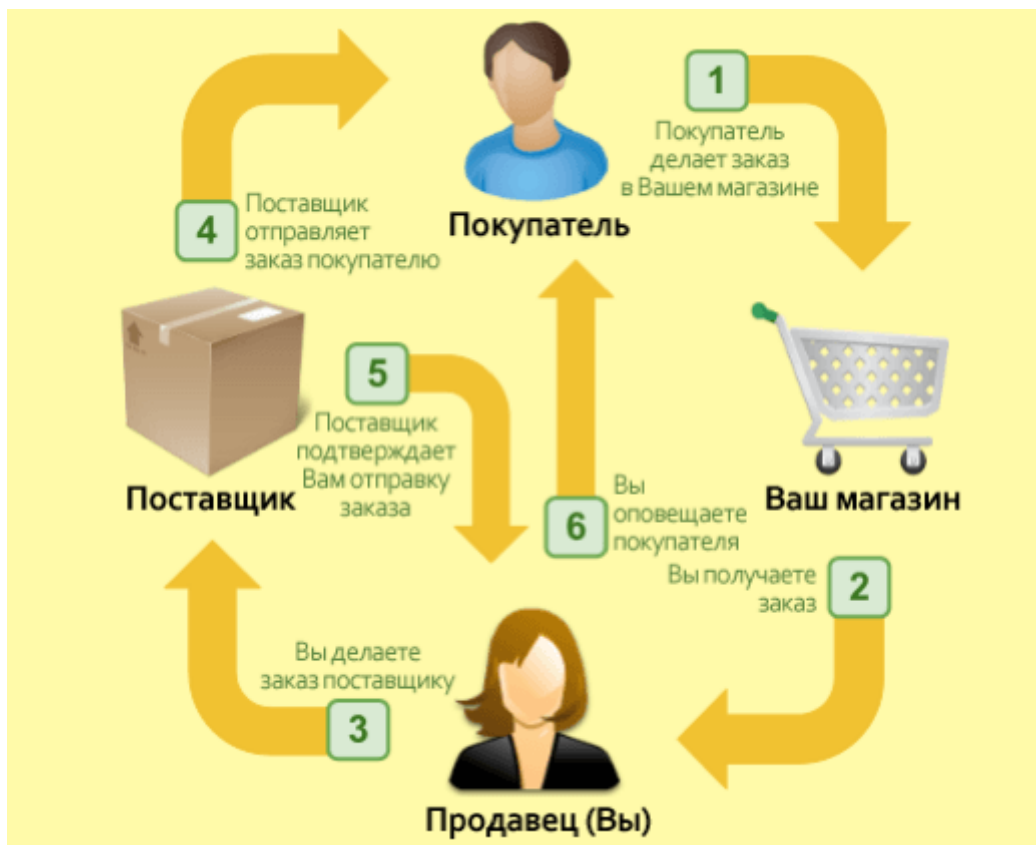 1
Покупатель
делает заказ
в Вашем магазине
Покупатель
4
Поставщик
отправляет
заказ покупателю
5
Поставщик
подтверждает
Вам отправку
заказа
Поставщик
6
Вы
оповещаете
покупателя
Ваш магазин
2
Вы получаете
заказ
3
Вы делаете
заказ поставщику
Продавец (Вы)